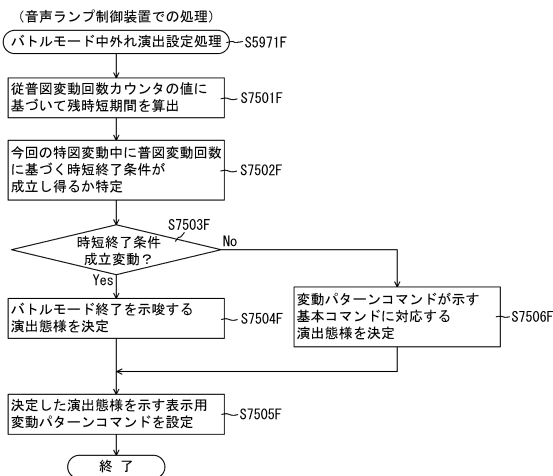 （音声ランプ制御装置での処理）
バトルモード中外れ演出設定処理
S5971F
従普図変動回数カウンタの値に
基づいて残時短期間を算出
S7501F
今回の特図変動中に普図変動回数
に基づく時短終了条件が
成立し得るか特定
S7502F
S7503F
時短終了条件
成立変動？
No
Yes
バトルモード終了を示唆する
演出態様を決定
S7504F
変動パターンコマンドが示す
基本コマンドに対応する
演出態様を決定
S7506F
決定した演出態様を示す表示用
変動パターンコマンドを設定
S7505F
終 了